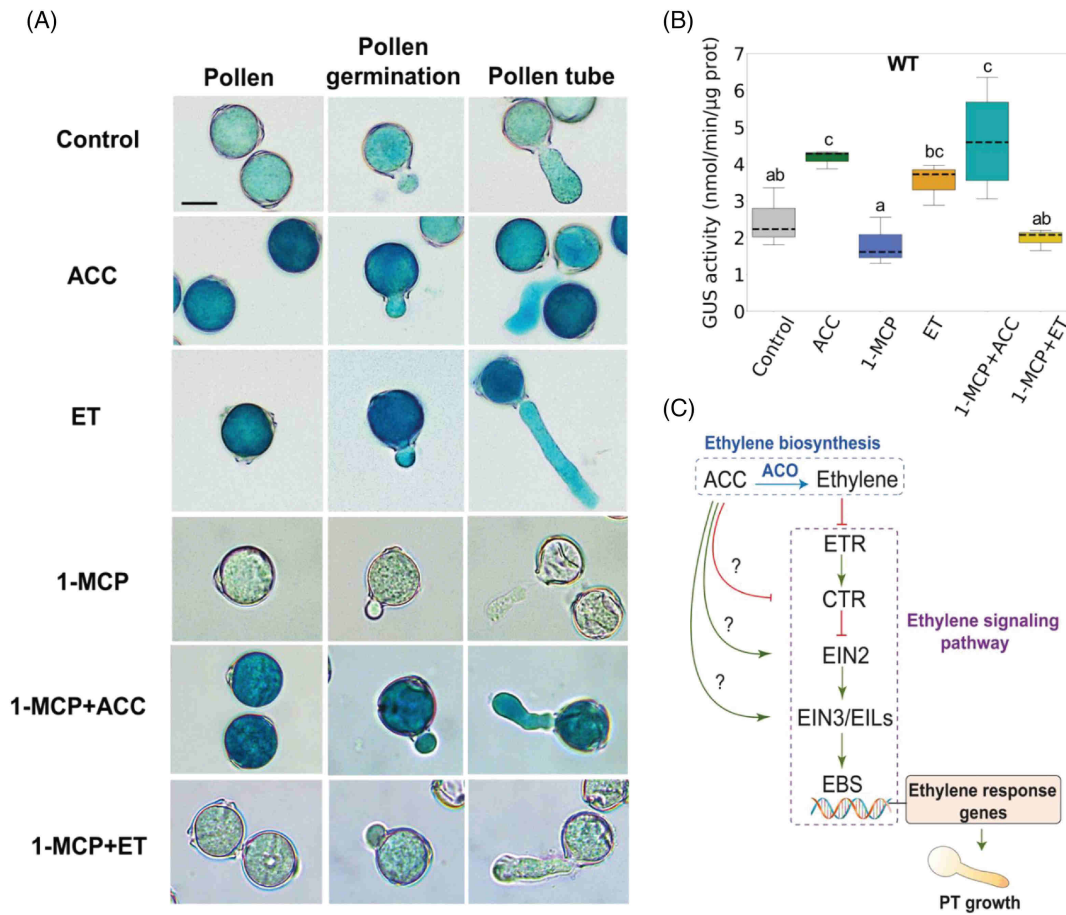 (A)
Pollen
Pollen
germination
Pollen tube
Control
ACC
ET
1-MCP
1-MCP+ACC
1-MCP+ET
(B)
7
6
5
4
3
2
1
0
GUS activity (nmol/min/µg prot)
WT
ab
c
a
bc
c
ab
Control
ACC
1-MCP
ET
1-MCP+ACC
1-MCP+ET
(C)
Ethylene biosynthesis
ACC
ACO
Ethylene
ETR
?
CTR
?
Ethylene signaling
pathway
EIN2
?
EIN3/EILs
EBS
Ethylene response
genes
PT growth